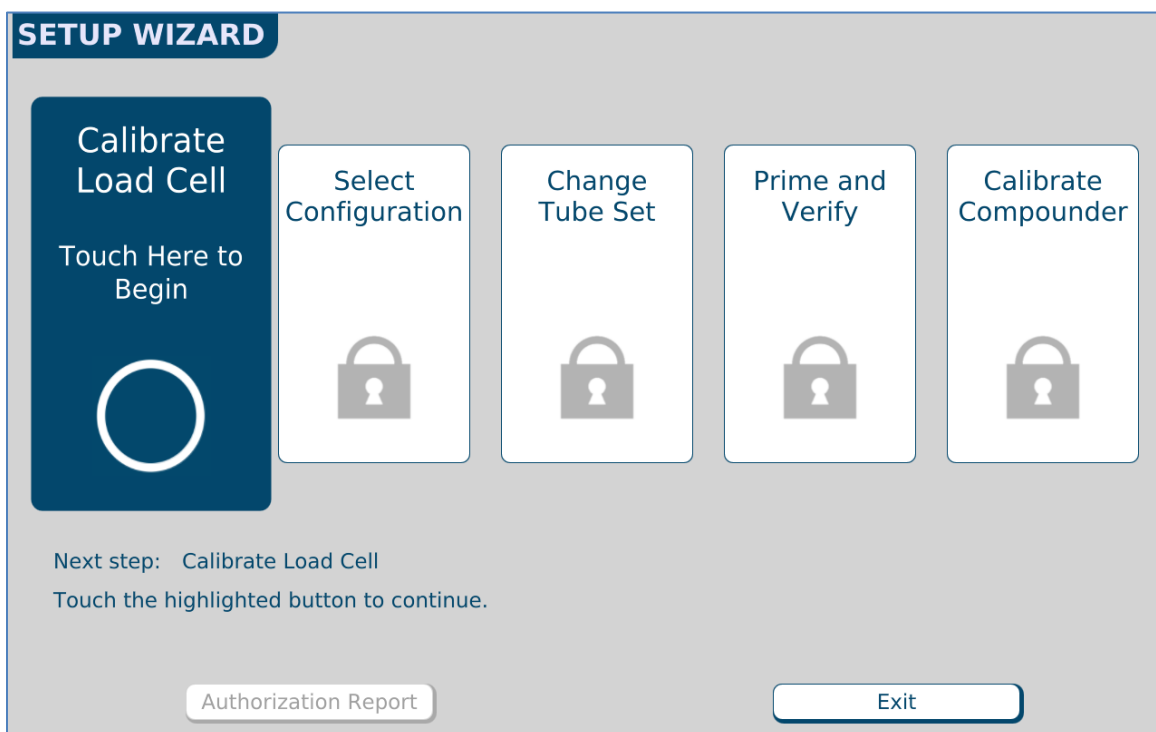 SETUP WIZARD
Calibrate
Load Cell
Touch Here to
Begin
Select
Configuration
Change
Tube Set
Prime and
Verify
Calibrate
Compounder
Next step: Calibrate Load Cell
Touch the highlighted button to continue.
Authorization Report
Exit